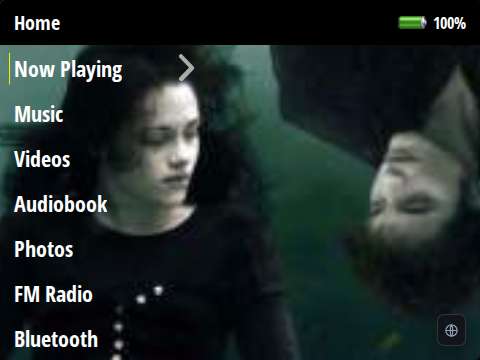 Home
100%
Now Playing
Music
Videos
Audiobook
Photos
FM Radio
Bluetooth